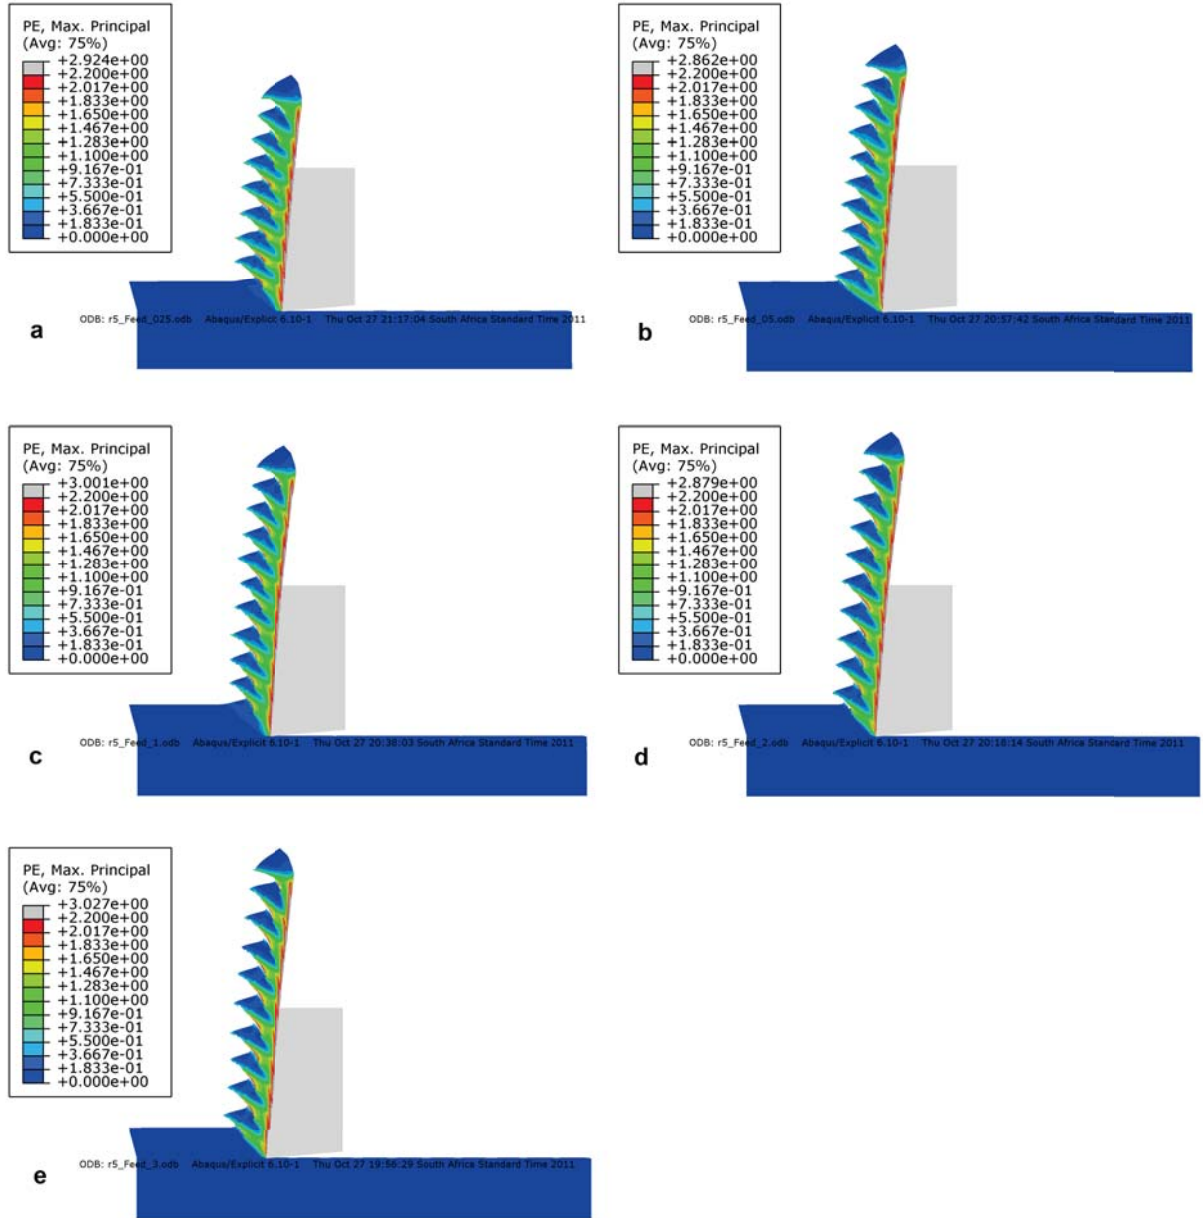 PE, Max. Principal
(Avg: 75%)
+2.924e+00
+2.200e+00
+2.017e+00
+1.833e+00
+1.650e+00
+1.467e+00
+1.283e+00
+1.100e+00
+9.167e-01
+7.333e-01
+5.500e-01
+3.667e-01
+1.833e-01
+0.000e+00
ODB: r5_Feed_025.odb Abaqus/Explicit 6.10-1 Thu Oct 27 21:17:04 South Africa Standard Time 2011
a
PE, Max. Principal
(Avg: 75%)
+2.862e+00
+2.200e+00
+2.017e+00
+1.833e+00
+1.650e+00
+1.467e+00
+1.283e+00
+1.100e+00
+9.167e-01
+7.333e-01
+5.500e-01
+3.667e-01
+1.833e-01
+0.000e+00
ODB: r5_Feed_05.odb Abaqus/Explicit 6.10-1 Thu Oct 27 20:57:42 South Africa Standard Time 2011
b
PE, Max. Principal
(Avg: 75%)
+3.001e+00
+2.200e+00
+2.017e+00
+1.833e+00
+1.650e+00
+1.467e+00
+1.283e+00
+1.100e+00
+9.167e-01
+7.333e-01
+5.500e-01
+3.667e-01
+1.833e-01
+0.000e+00
ODB: r5_Feed_1.odb Abaqus/Explicit 6.10-1 Thu Oct 27 20:38:03 South Africa Standard Time 2011
c
PE, Max. Principal
(Avg: 75%)
+2.879e+00
+2.200e+00
+2.017e+00
+1.833e+00
+1.650e+00
+1.467e+00
+1.283e+00
+1.100e+00
+9.167e-01
+7.333e-01
+5.500e-01
+3.667e-01
+1.833e-01
+0.000e+00
ODB: r5_Feed_2.odb Abaqus/Explicit 6.10-1 Thu Oct 27 20:18:14 South Africa Standard Time 2011
d
PE, Max. Principal
(Avg: 75%)
+3.027e+00
+2.200e+00
+2.017e+00
+1.833e+00
+1.650e+00
+1.467e+00
+1.283e+00
+1.100e+00
+9.167e-01
+7.333e-01
+5.500e-01
+3.667e-01
+1.833e-01
+0.000e+00
ODB: r5_Feed_3.odb Abaqus/Explicit 6.10-1 Thu Oct 27 19:56:29 South Africa Standard Time 2011
e